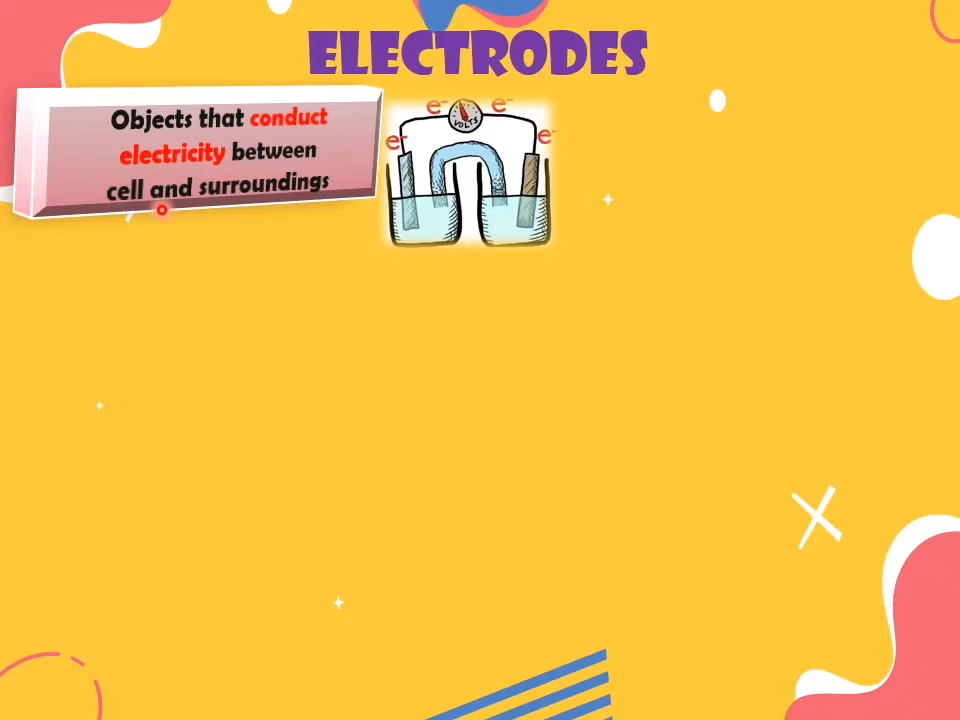 ELECTRODES
Objects that conduct
electricity between
cell and surroundings
e-
e-
e-
e-
VOLTS